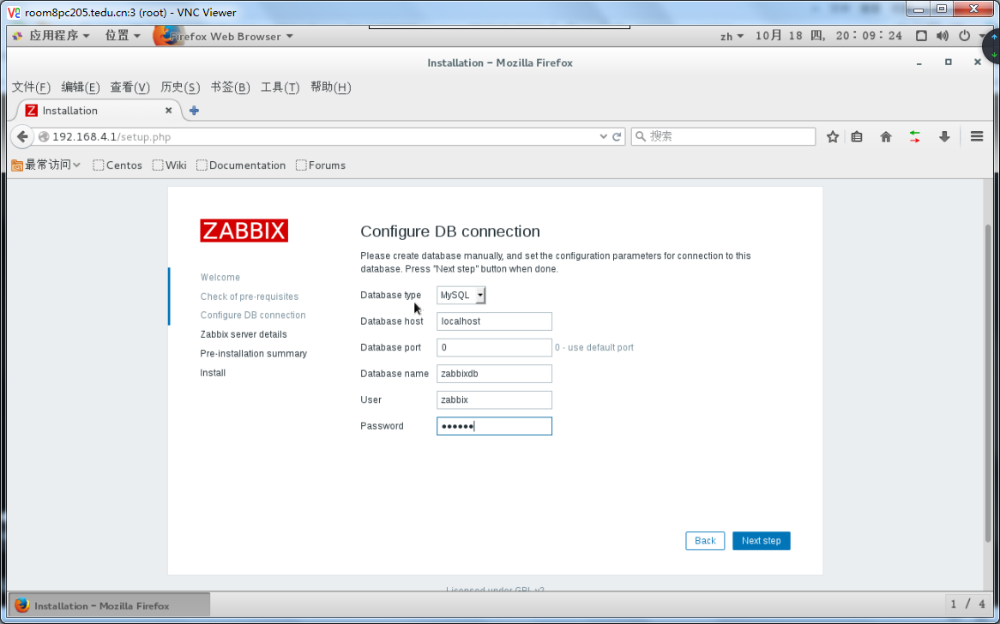 room8pc205.tedu.cn:3 (root) - VNC Viewer
应用程序 位置 Firefox Web Browser zh 10月 18 四, 20:09:24
Installation - Mozilla Firefox
文件(F) 编辑(E) 查看(V) 历史(S) 书签(B) 工具(T) 帮助(H)
Installation
192.168.4.1/setup.php 搜索
最常访问 Centos Wiki Documentation Forums
ZABBIX
Welcome
Check of pre-requisites
Configure DB connection
Zabbix server details
Pre-installation summary
Install
Configure DB connection
Please create database manually, and set the configuration parameters for connection to this
database. Press "Next step" button when done.
Database type MySQL
Database host localhost
Database port 0 0 - use default port
Database name zabbixdb
User zabbix
Password ●●●●●●
Back Next step
Licensed under GPL v2
Installation - Mozilla Firefox 1 / 4